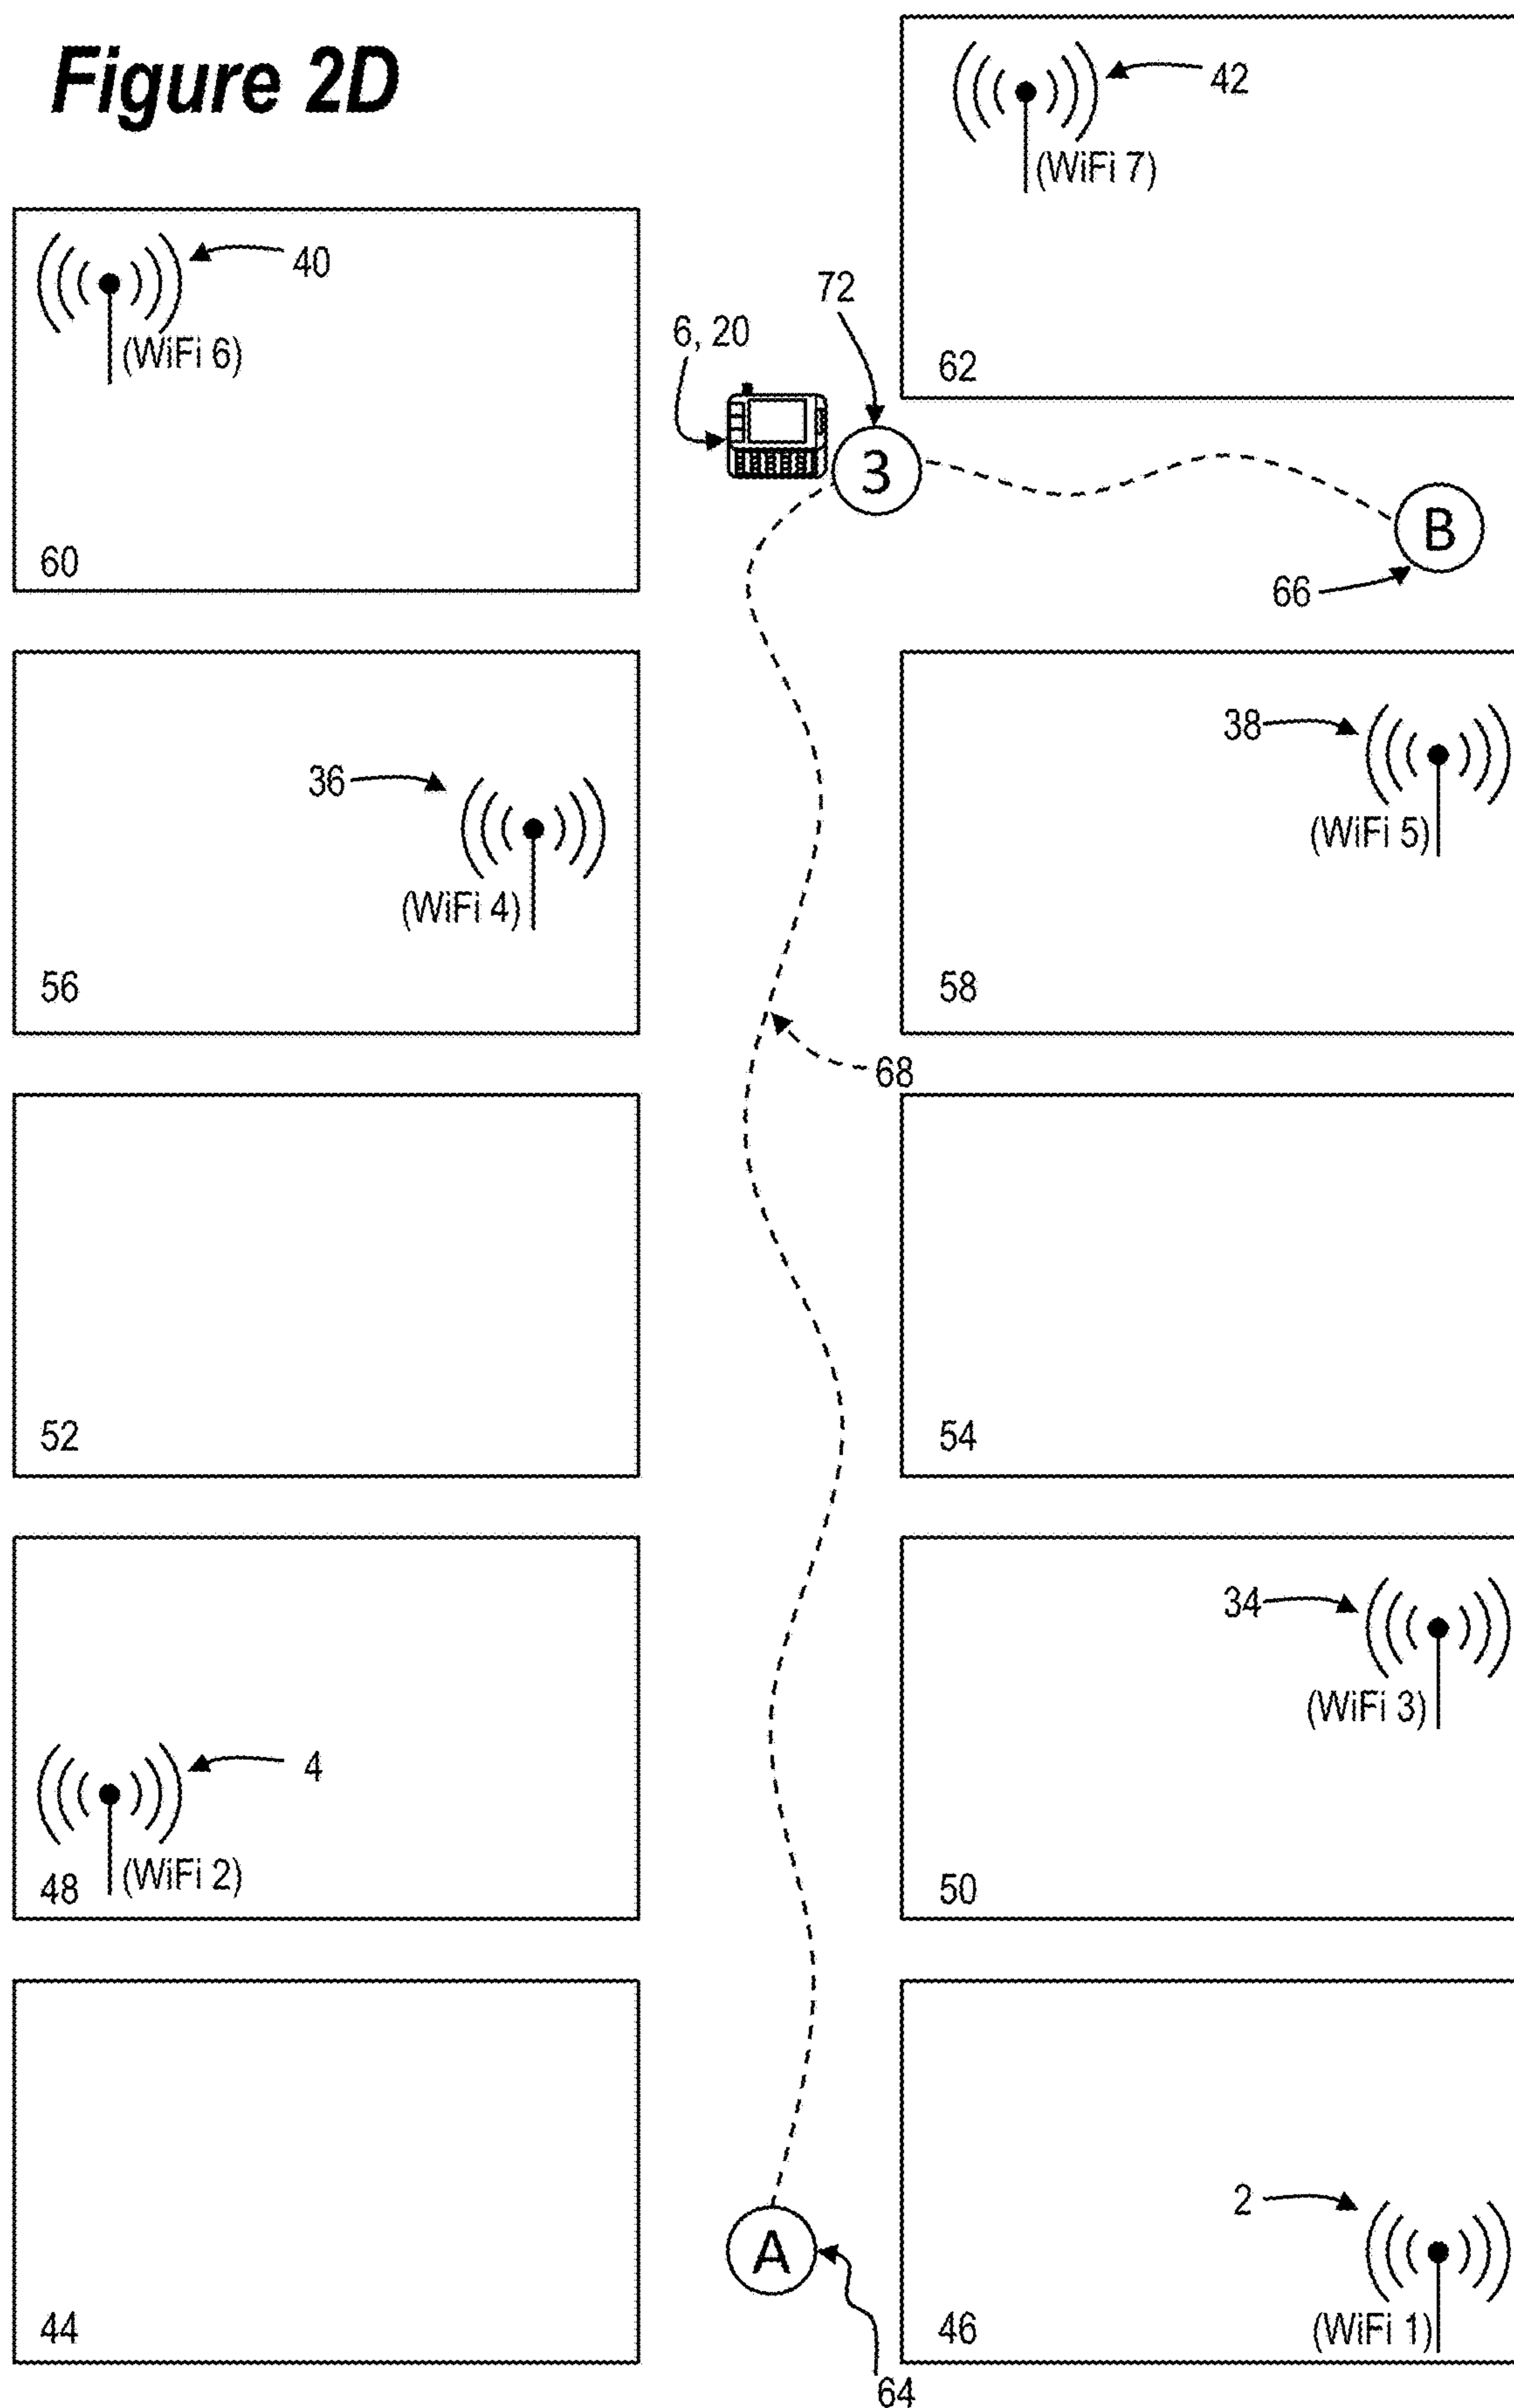 Figure 2D
42
(WiFi 7)
40
72
6, 20
(WiFi 6)
62
3
B
60
66
38
36
(WiFi 5)
(WiFi 4)
56
58
68
52
54
34
(WiFi 3)
4
48
(WiFi 2)
50
2
A
44
46
(WiFi 1)
64